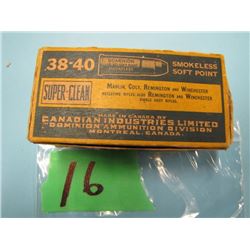 38-40
SMOKELESS
SOFT POINT
DOMINION
SUPER-CLEAN
MARLIN, COLT, REMINGTON AND WINCHESTER
REPEATING RIFLES, ALSO REMINGTON AND WINCHESTER
SINGLE SHOT RIFLES.
MADE IN CANADA BY
CANADIAN INDUSTRIES LIMITED
"DOMINION" AMMUNITION DIVISION
MONTREAL, CANADA.
16